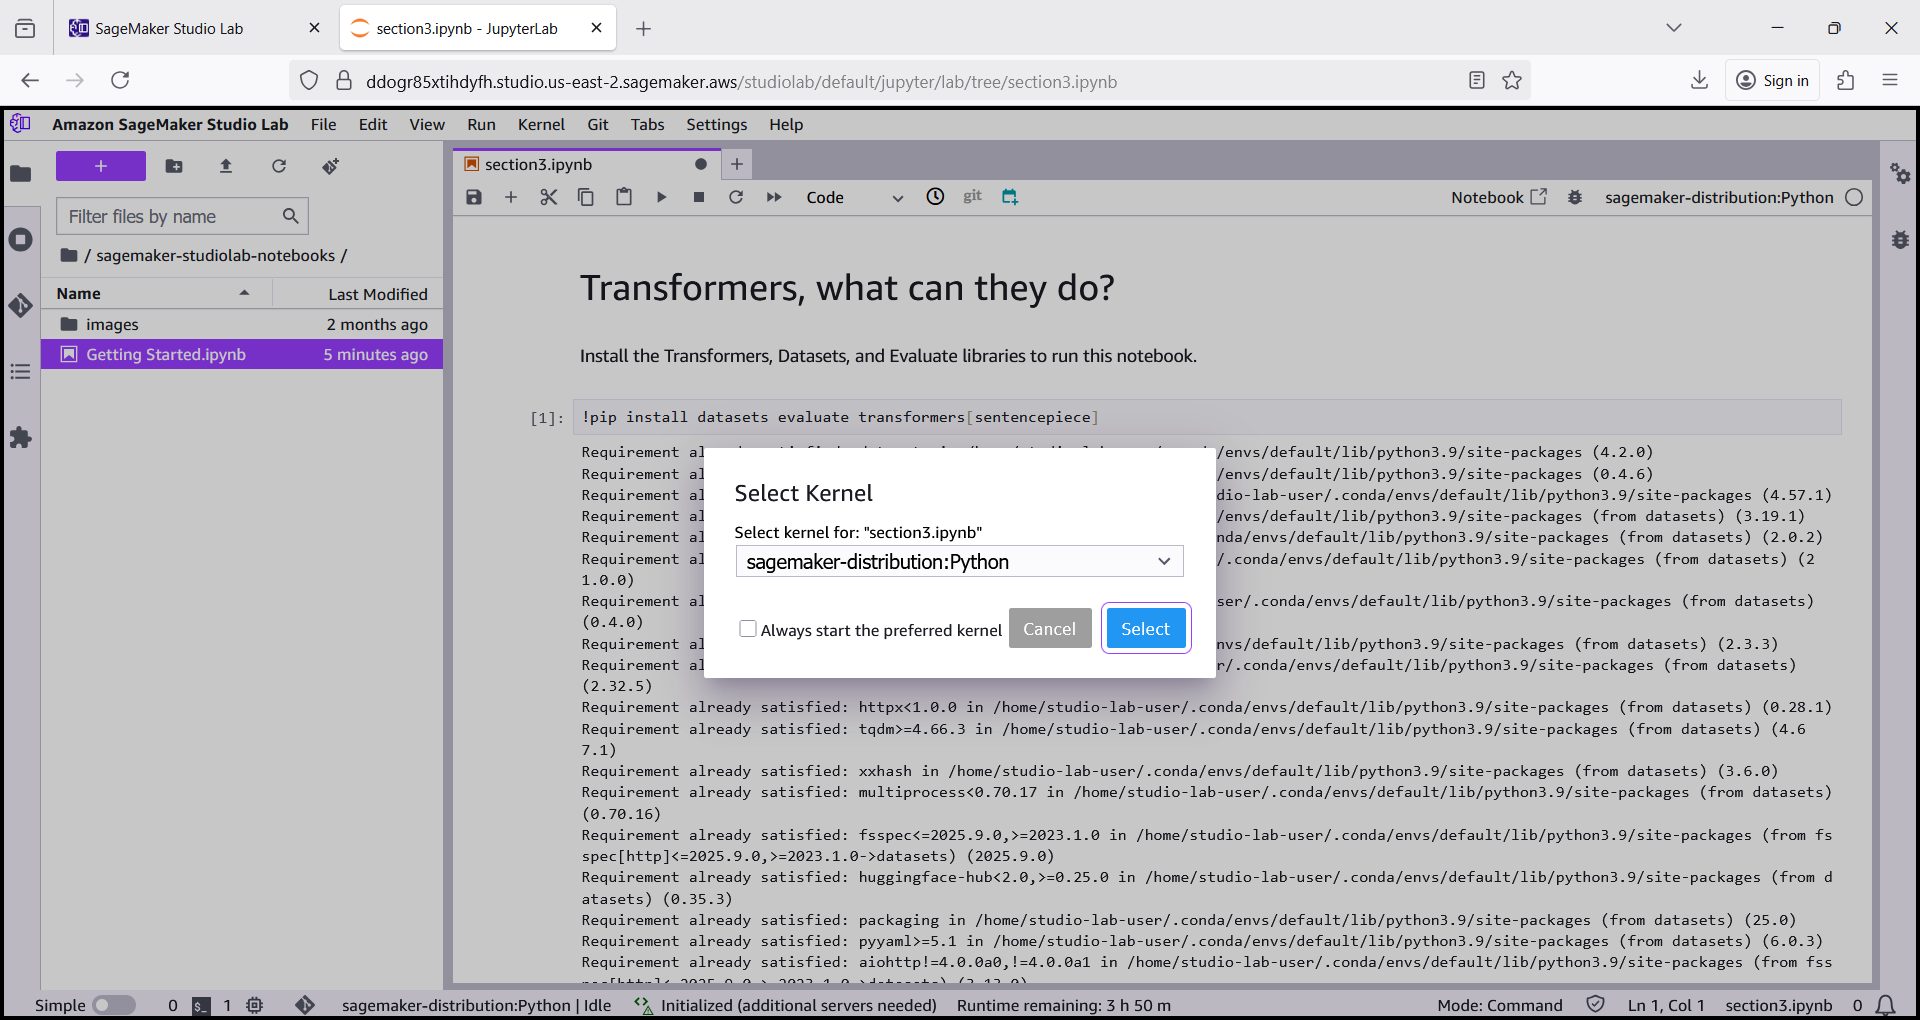 SageMaker Studio Lab
section3.ipynb - JupyterLab
ddogr85xtihdyfh.studio.us-east-2.sagemaker.aws/studiolab/default/jupyter/lab/tree/section3.ipynb
Sign in
Amazon SageMaker Studio Lab File Edit View Run Kernel Git Tabs Settings Help
Filter files by name
/ sagemaker-studiolab-notebooks /
Name Last Modified
images 2 months ago
Getting Started.ipynb 5 minutes ago
section3.ipynb
Code
git
Notebook
sagemaker-distribution:Python
Transformers, what can they do?
Install the Transformers, Datasets, and Evaluate libraries to run this notebook.
[1]: !pip install datasets evaluate transformers[sentencepiece]
Requirement al /envs/default/lib/python3.9/site-packages (4.2.0)
Requirement al /envs/default/lib/python3.9/site-packages (0.4.6)
Requirement al dio-lab-user/.conda/envs/default/lib/python3.9/site-packages (4.57.1)
Requirement al /envs/default/lib/python3.9/site-packages (from datasets) (3.19.1)
Requirement al nda/envs/default/lib/python3.9/site-packages (from datasets) (2.0.2)
Requirement al /.conda/envs/default/lib/python3.9/site-packages (from datasets) (2
1.0.0)
Requirement al ser/.conda/envs/default/lib/python3.9/site-packages (from datasets)
(0.4.0)
Requirement al nvs/default/lib/python3.9/site-packages (from datasets) (2.3.3)
Requirement al r/.conda/envs/default/lib/python3.9/site-packages (from datasets)
(2.32.5)
Requirement already satisfied: httpx<1.0.0 in /home/studio-lab-user/.conda/envs/default/lib/python3.9/site-packages (from datasets) (0.28.1)
Requirement already satisfied: tqdm>=4.66.3 in /home/studio-lab-user/.conda/envs/default/lib/python3.9/site-packages (from datasets) (4.6
7.1)
Requirement already satisfied: xxhash in /home/studio-lab-user/.conda/envs/default/lib/python3.9/site-packages (from datasets) (3.6.0)
Requirement already satisfied: multiprocess<0.70.17 in /home/studio-lab-user/.conda/envs/default/lib/python3.9/site-packages (from datasets)
(0.70.16)
Requirement already satisfied: fsspec<=2025.9.0,>=2023.1.0 in /home/studio-lab-user/.conda/envs/default/lib/python3.9/site-packages (from fs
spec[http]<=2025.9.0,>=2023.1.0->datasets) (2025.9.0)
Requirement already satisfied: huggingface-hub<2.0,>=0.25.0 in /home/studio-lab-user/.conda/envs/default/lib/python3.9/site-packages (from d
atasets) (0.35.3)
Requirement already satisfied: packaging in /home/studio-lab-user/.conda/envs/default/lib/python3.9/site-packages (from datasets) (25.0)
Requirement already satisfied: pyyaml>=5.1 in /home/studio-lab-user/.conda/envs/default/lib/python3.9/site-packages (from datasets) (6.0.3)
Requirement already satisfied: aiohttp!=4.0.0a0,!=4.0.0a1 in /home/studio-lab-user/.conda/envs/default/lib/python3.9/site-packages (from fss
Select Kernel
Select kernel for: "section3.ipynb"
sagemaker-distribution:Python
Always start the preferred kernel
Cancel
Select
Simple 0 $_ 1 sagemaker-distribution:Python | Idle Initialized (additional servers needed) Runtime remaining: 3 h 50 m Mode: Command Ln 1, Col 1 section3.ipynb 0